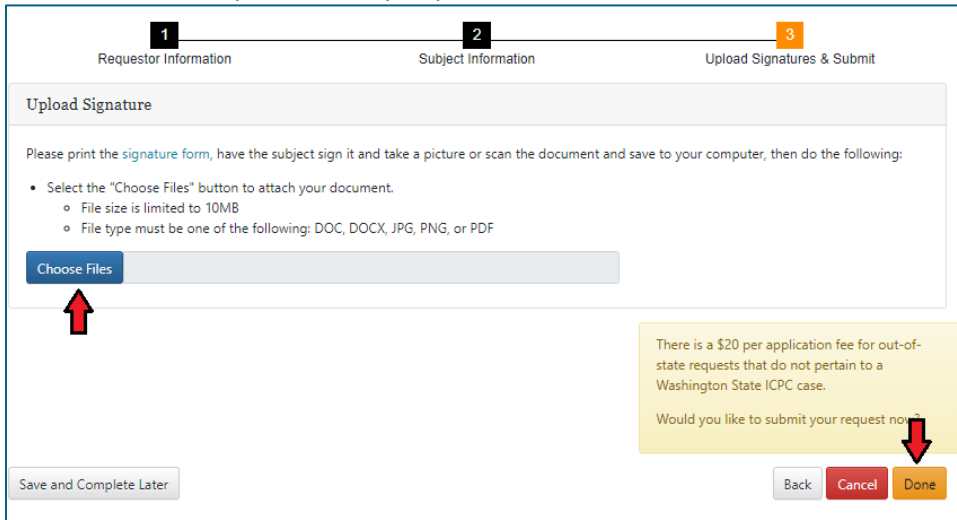 1
2
3
Requestor Information
Subject Information
Upload Signatures & Submit
Upload Signature
Please print the signature form, have the subject sign it and take a picture or scan the document and save to your computer, then do the following:
• Select the "Choose Files" button to attach your document.
o File size is limited to 10MB
o File type must be one of the following: DOC, DOCX, JPG, PNG, or PDF
Choose Files
There is a $20 per application fee for out-of-
state requests that do not pertain to a
Washington State ICPC case.
Would you like to submit your request now?
Save and Complete Later
Back
Cancel
Done